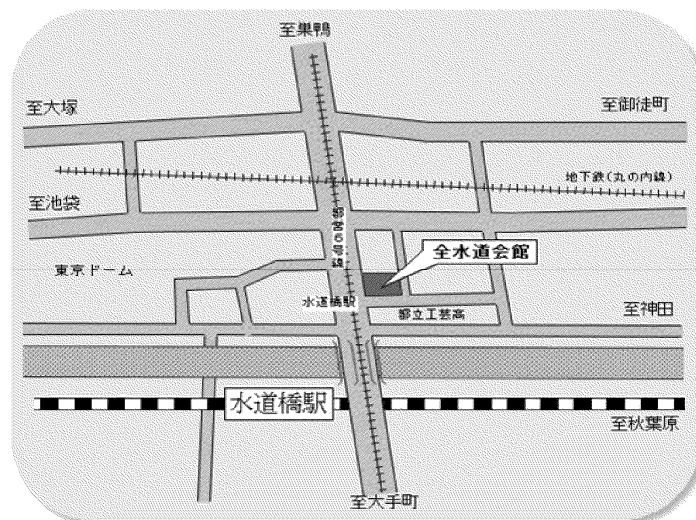 至巣鴨
至大塚
至御徒町
地下鉄(丸の内線)
至池袋
都営6号線
全水道会館
東京ドーム
水道橋駅
都立工芸高
至神田
水道橋駅
至秋葉原
至大手町